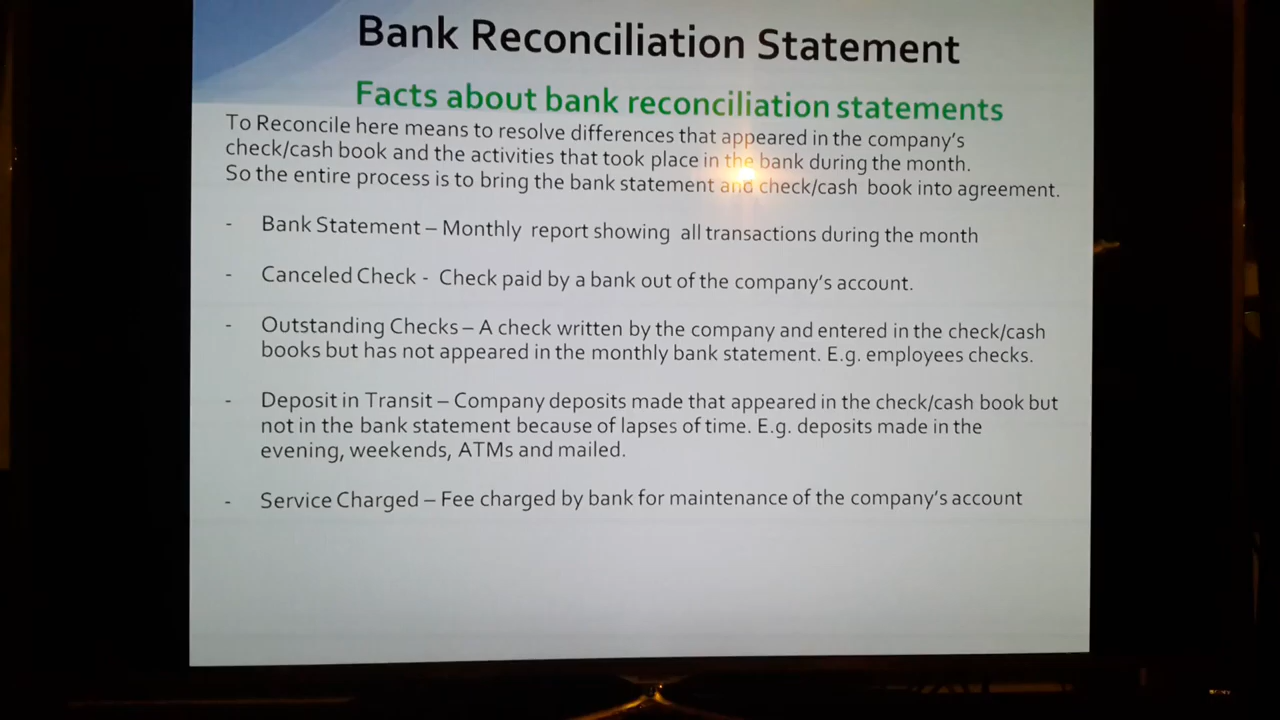 Bank Reconciliation Statement
Facts about bank reconciliation statements
To Reconcile here means to resolve differences that appeared in the company's
check/cash book and the activities that took place in the bank during the month.
So the entire process is to bring the bank statement and check/cash book into agreement.
- Bank Statement – Monthly report showing all transactions during the month
- Canceled Check - Check paid by a bank out of the company's account.
- Outstanding Checks – A check written by the company and entered in the check/cash
books but has not appeared in the monthly bank statement. E.g. employees checks.
- Deposit in Transit – Company deposits made that appeared in the check/cash book but
not in the bank statement because of lapses of time. E.g. deposits made in the
evening, weekends, ATMs and mailed.
- Service Charged – Fee charged by bank for maintenance of the company's account